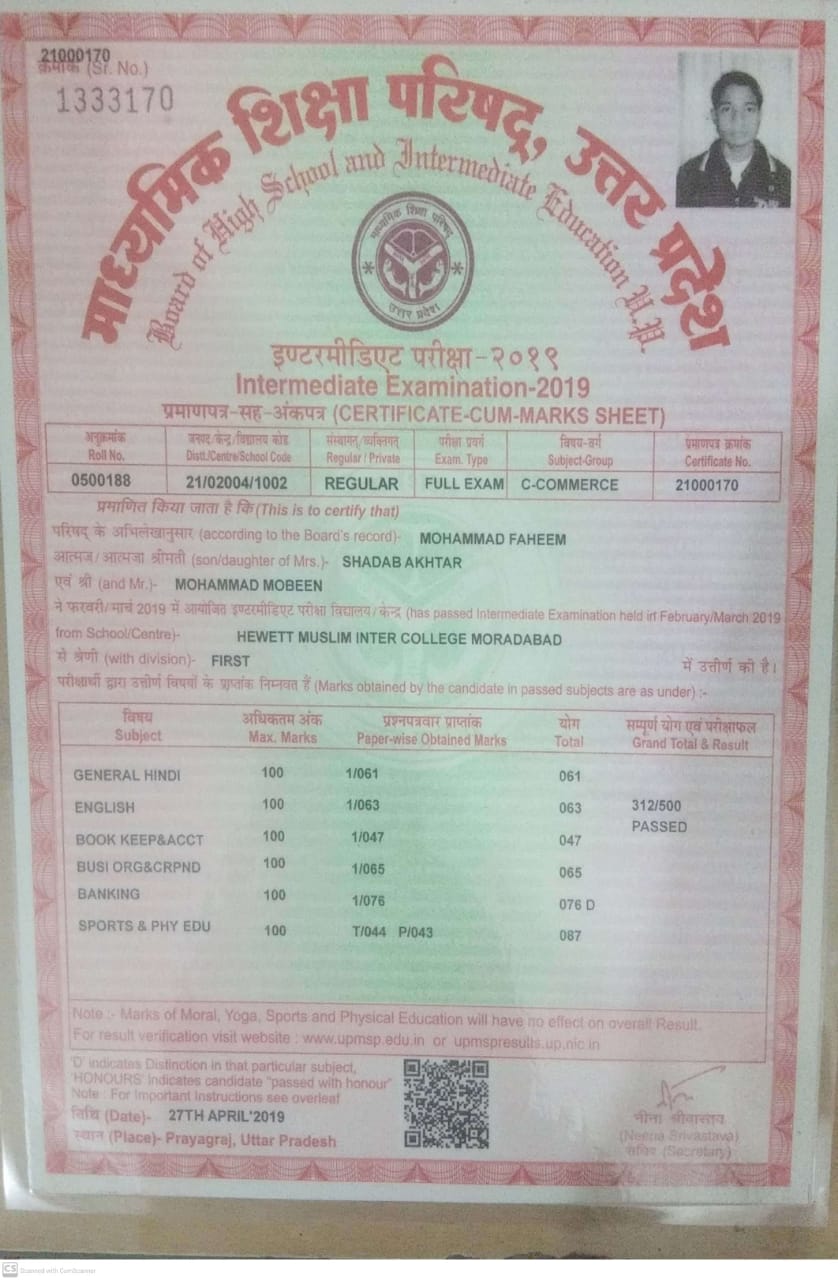 21000170
क्रमांक (Sr. No.)
1333170
माध्यमिक शिक्षा परिषद्, उत्तर प्रदेश
Board of High School and Intermediate Education U.P.
माध्यमिक शिक्षा परिषद्
उत्तर प्रदेश
इण्टरमीडिएट परीक्षा-२०१९
Intermediate Examination-2019
प्रमाणपत्र-सह-अंकपत्र (CERTIFICATE-CUM-MARKS SHEET)
अनुक्रमांक जनपद/केन्द्र/विद्यालय कोड संस्थागत्/व्यक्तिगत् परीक्षा प्रवर्ग विषय-वर्ग प्रमाणपत्र क्रमांक
Roll No. Distt./Centre/School Code Regular / Private Exam. Type Subject-Group Certificate No.
0500188 21/02004/1002 REGULAR FULL EXAM C-COMMERCE 21000170
प्रमाणित किया जाता है कि (This is to certify that)
परिषद् के अभिलेखानुसार (according to the Board's record)- MOHAMMAD FAHEEM
आत्मज/आत्मजा श्रीमती (son/daughter of Mrs.)- SHADAB AKHTAR
एवं श्री (and Mr.)- MOHAMMAD MOBEEN
ने फरवरी/मार्च 2019 में आयोजित इण्टरमीडिएट परीक्षा विद्यालय/केन्द्र (has passed Intermediate Examination held in February/March 2019
from School/Centre)- HEWETT MUSLIM INTER COLLEGE MORADABAD
से श्रेणी (with division)- FIRST में उत्तीर्ण की है।
परीक्षार्थी द्वारा उत्तीर्ण विषयों के प्राप्तांक निम्नवत हैं (Marks obtained by the candidate in passed subjects are as under) :-
विषय अधिकतम अंक प्रश्नपत्रवार प्राप्तांक योग सम्पूर्ण योग एवं परीक्षाफल
Subject Max. Marks Paper-wise Obtained Marks Total Grand Total & Result
GENERAL HINDI 100 1/061 061
ENGLISH 100 1/063 063 312/500
PASSED
BOOK KEEP&ACCT 100 1/047 047
BUSI ORG&CRPND 100 1/065 065
BANKING 100 1/076 076 D
SPORTS & PHY EDU 100 T/044 P/043 087
Note :- Marks of Moral, Yoga, Sports and Physical Education will have no effect on overall Result.
For result verification visit website : www.upmsp.edu.in or upmspresults.up.nic.in
'D' indicates Distinction in that particular subject,
'HONOURS' indicates candidate "passed with honour"
Note : For Important Instructions see overleaf
तिथि (Date)- 27TH APRIL'2019
स्थान (Place)- Prayagraj, Uttar Pradesh
नीना श्रीवास्तव
(Neena Srivastava)
सचिव (Secretary)
CS Scanned with CamScanner